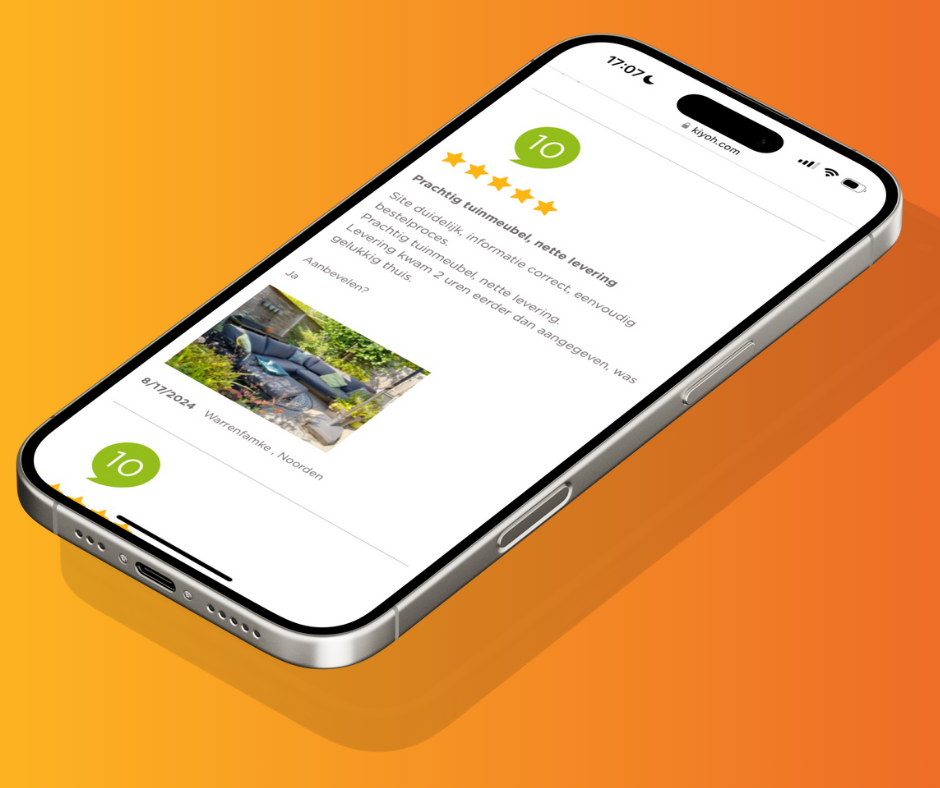 17:07
kiyoh.com
10
Prachtig tuinmeubel, nette levering
Site duidelijk, informatie correct, eenvoudig
bestelproces.
Prachtig tuinmeubel, nette levering.
Levering kwam 2 uren eerder dan aangegeven, was
gelukkig thuis.
Aanbevelen?
Ja
8/17/2024 Warrenfamke , Noorden
10